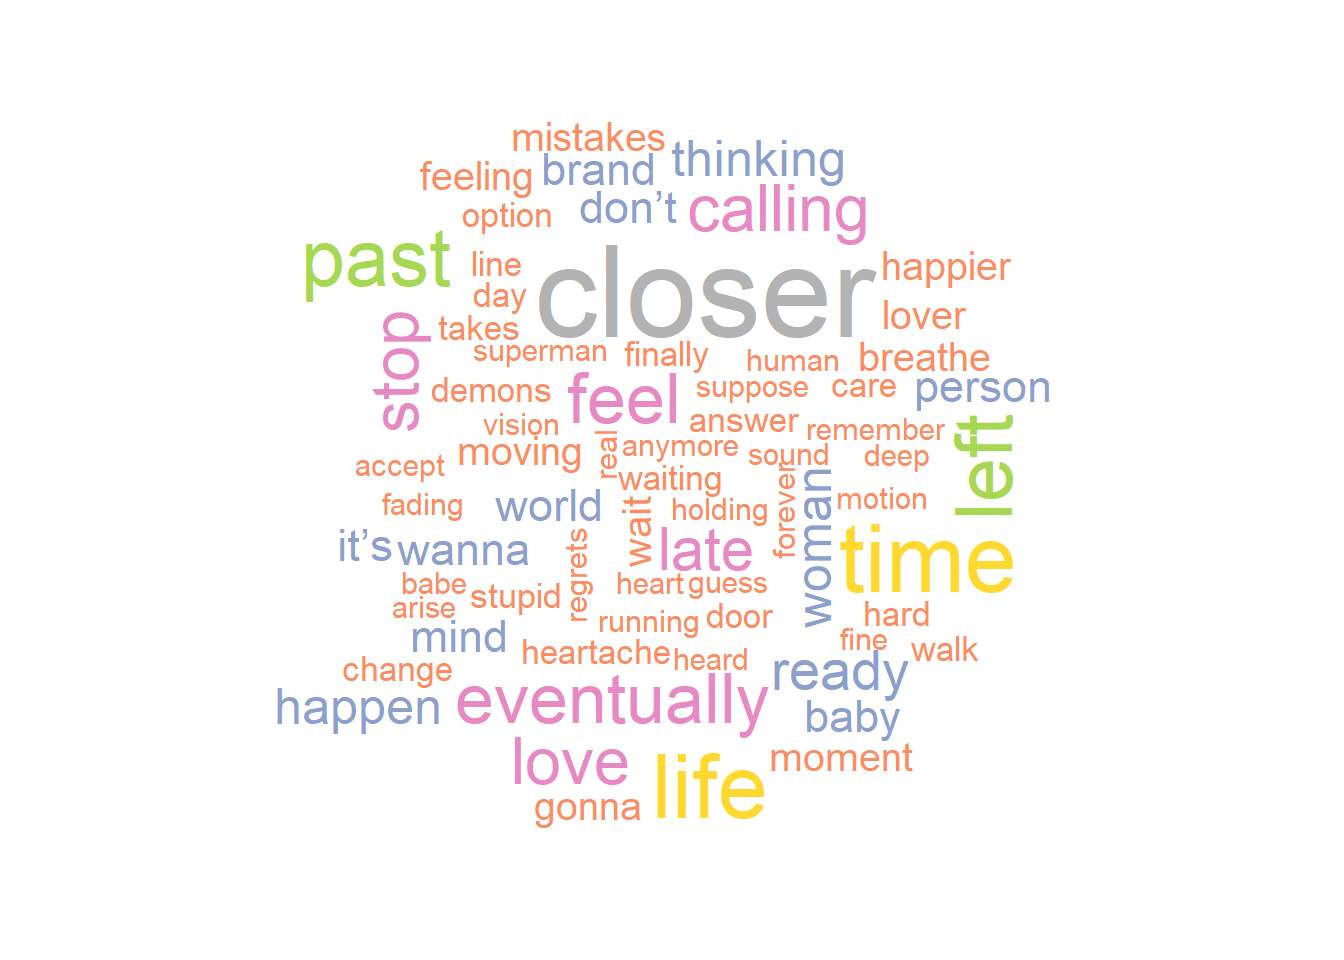 mistakes
thinking
brand
feeling
don’t
calling
option
past
closer
line
happier
day
lover
takes
stop
superman
finally
human
breathe
demons
feel
suppose
care
person
vision
answer
remember
left
moving
real
anymore
sound
deep
accept
waiting
fading
world
wait
holding
forever
woman
motion
it’s
wanna
late
time
babe
stupid
regrets
heart
guess
arise
running
door
hard
mind
heartache
heard
fine
walk
change
ready
happen
eventually
baby
love
life
moment
gonna